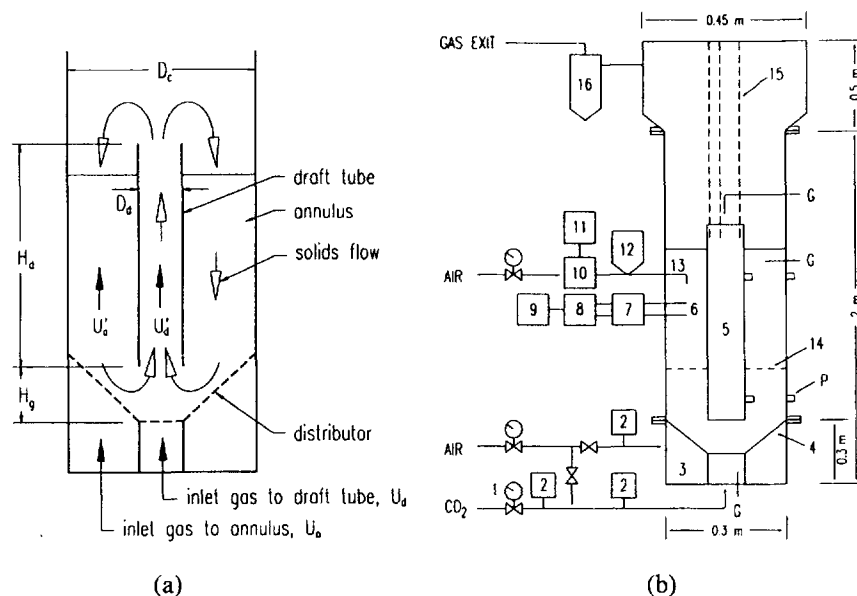 D_c
draft tube
D_d
annulus
solids flow
H_d
U'_a
U'_d
H_g
distributor
inlet gas to draft tube, U_d
inlet gas to annulus, U_a
(a)
0.45 m
GAS EXIT
16
15
0.5 m
G
11
12
13
G
AIR
10
9
8
7
6
5
2 m
14
P
2
4
AIR
0.3 m
3
1
2
2
G
CO₂
0.3 m
(b)